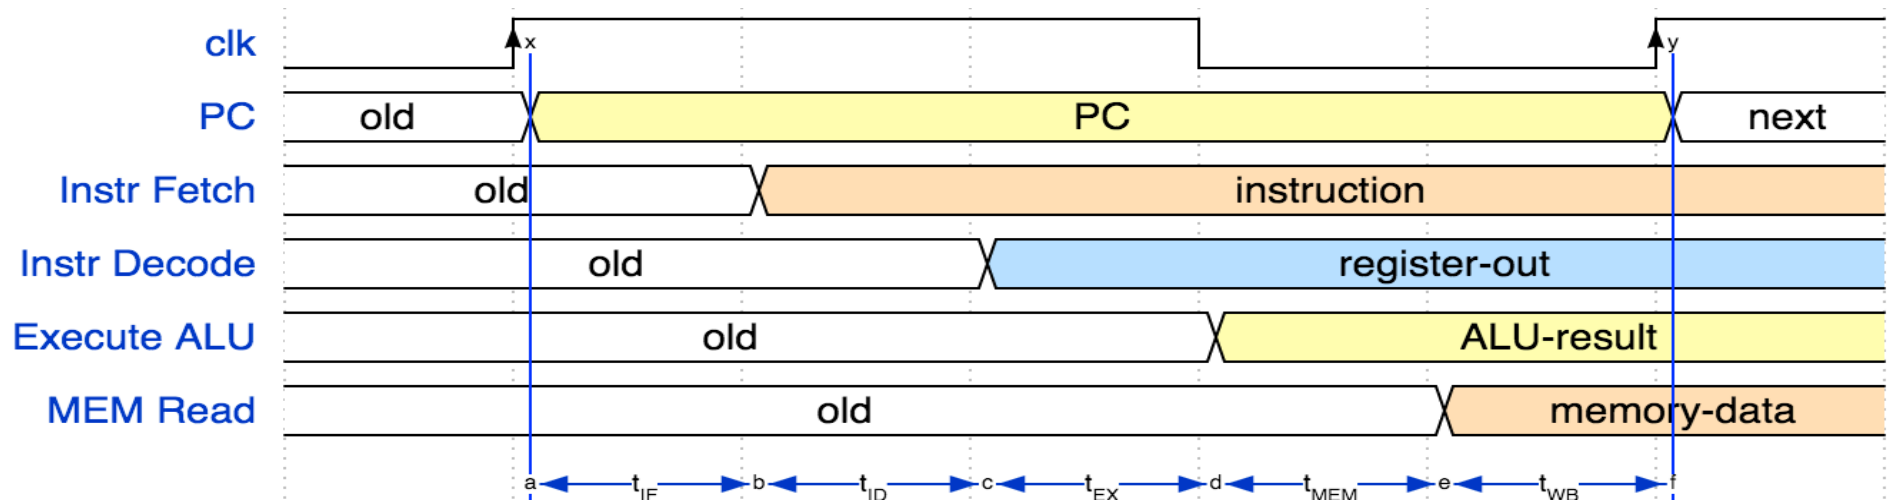 clk x y
PC old PC next
Instr Fetch old instruction
Instr Decode old register-out
Execute ALU old ALU-result
MEM Read old memory-data
a tIF b tID c tEX d tMEM e tWB f